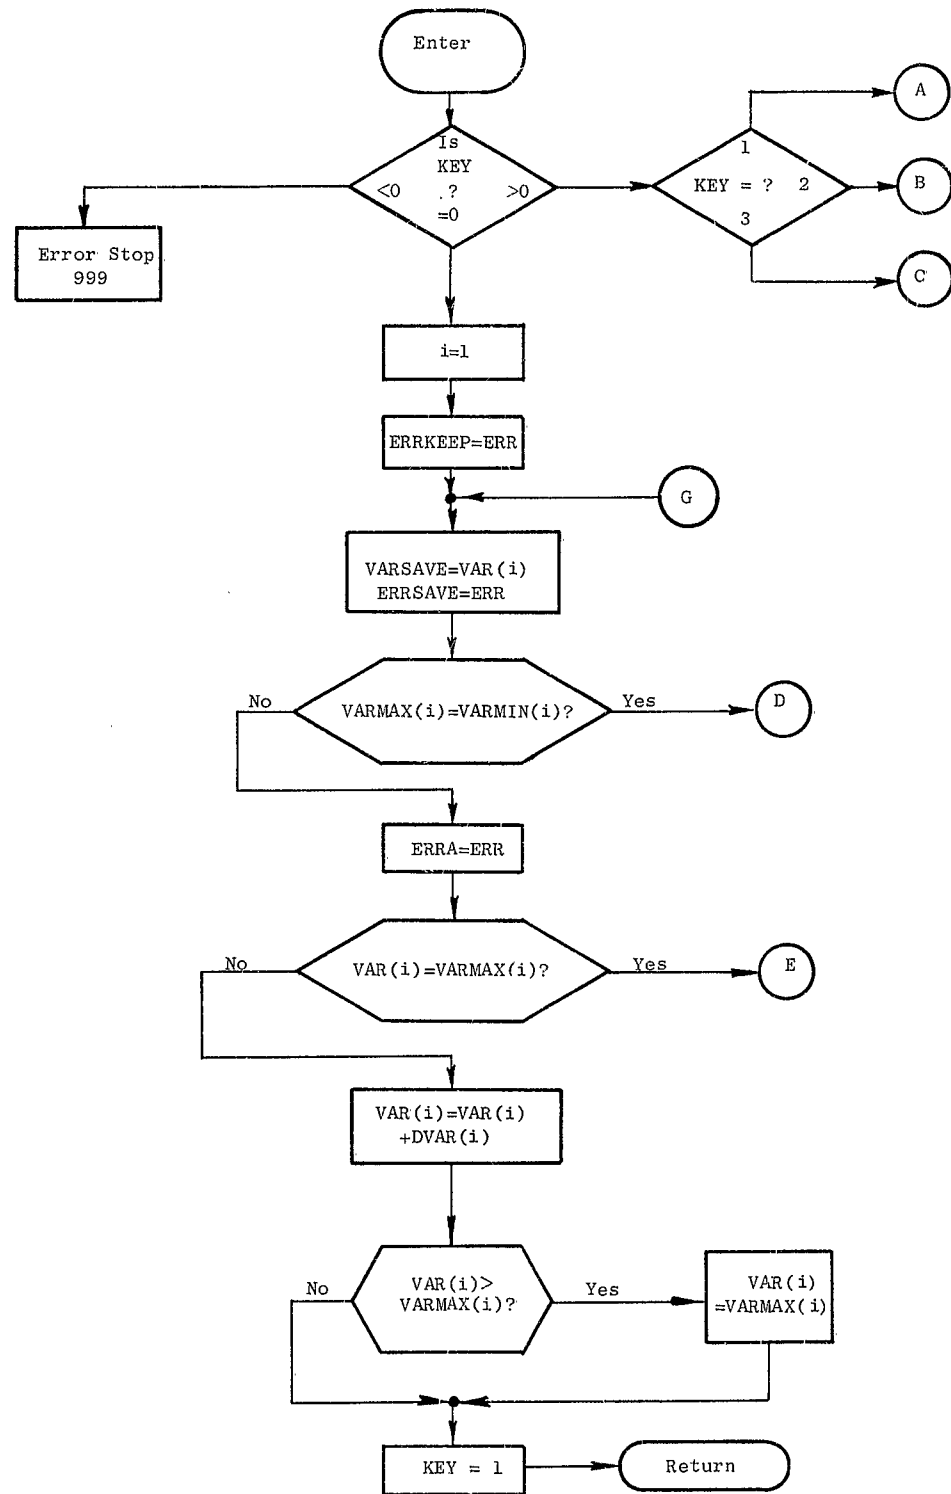 Enter
A
Is
KEY
<0 .? >0
=0
1
KEY = ? 2
3
B
C
Error Stop
999
i=1
ERRKEEP=ERR
G
VARSAVE=VAR(i)
ERRSAVE=ERR
No
VARMAX(i)=VARMIN(i)?
Yes
D
ERRA=ERR
No
VAR(i)=VARMAX(i)?
Yes
E
VAR(i)=VAR(i)
+DVAR(i)
No
VAR(i)>
VARMAX(i)?
Yes
VAR(i)
=VARMAX(i)
KEY = 1
Return